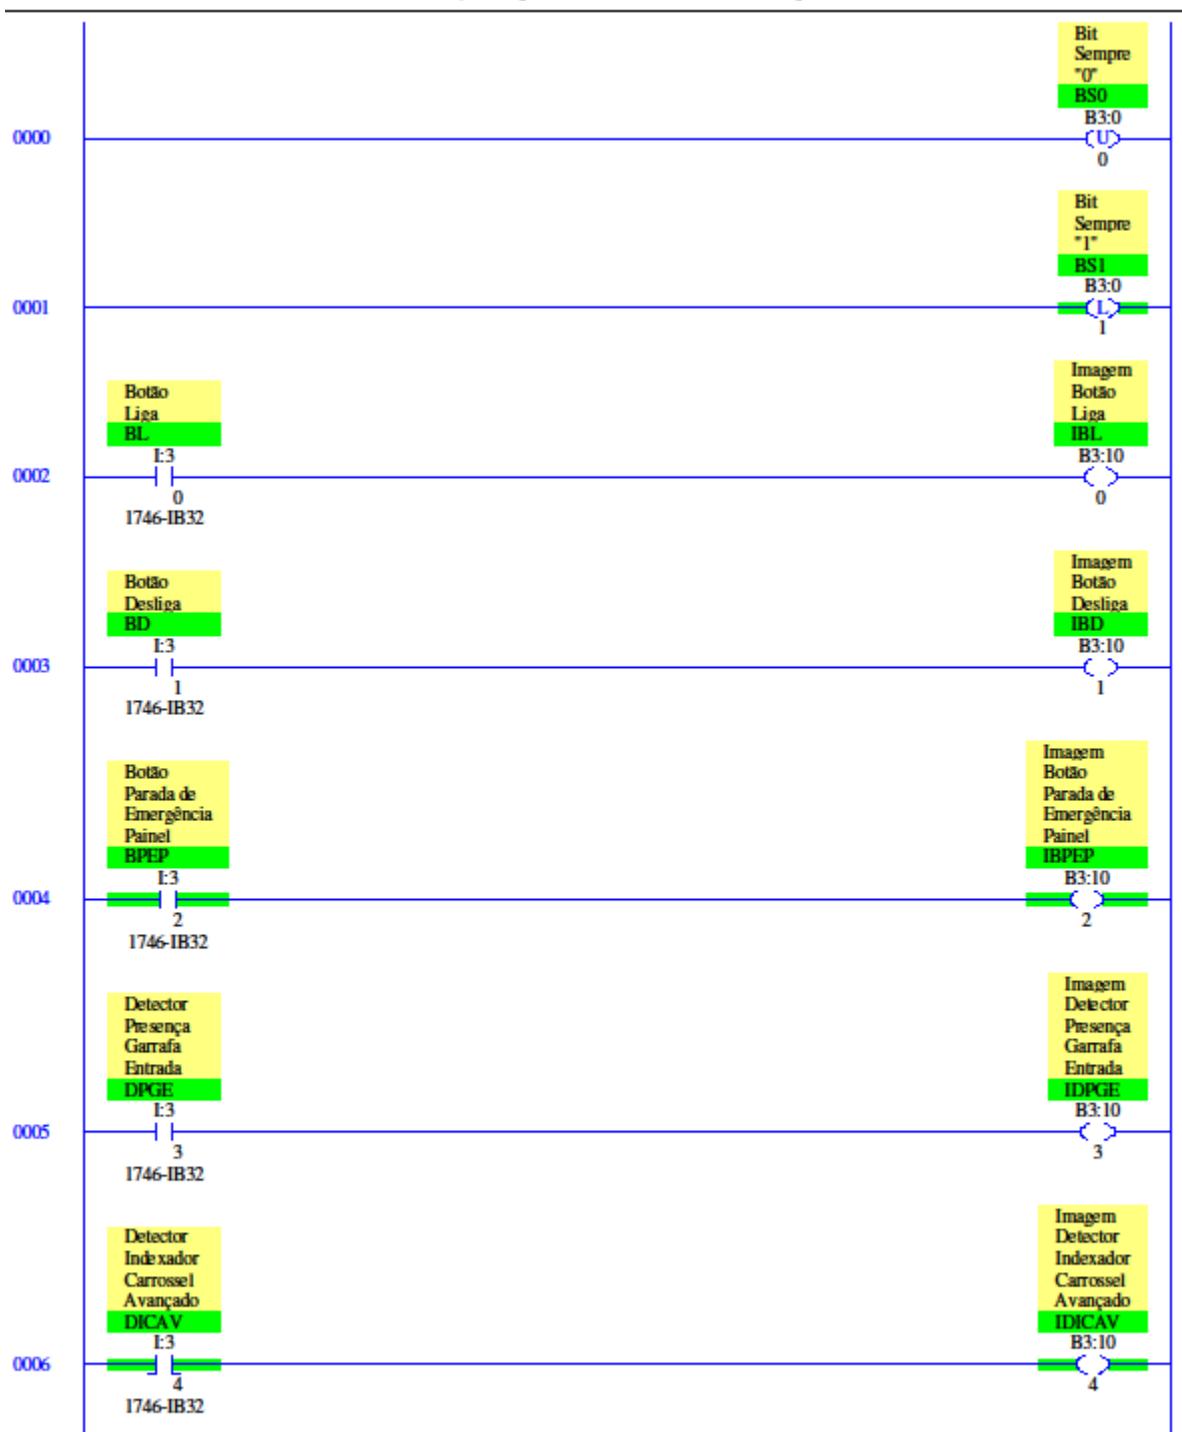 Bit
Sempre
"0"
BS0
B3:0
0000
U
0
Bit
Sempre
"1"
BS1
B3:0
0001
L
1
Botão
Liga
BL
I:3
0002
0
1746-IB32
Imagem
Botão
Liga
IBL
B3:10
0
Botão
Desliga
BD
I:3
0003
1
1746-IB32
Imagem
Botão
Desliga
IBD
B3:10
1
Botão
Parada de
Emergência
Painel
BPEP
I:3
0004
2
1746-IB32
Imagem
Botão
Parada de
Emergência
Painel
IBPEP
B3:10
2
Detector
Presença
Garrafa
Entrada
DPGE
I:3
0005
3
1746-IB32
Imagem
Detector
Presença
Garrafa
Entrada
IDPGE
B3:10
3
Detector
Indexador
Carrossel
Avançado
DICAV
I:3
0006
4
1746-IB32
Imagem
Detector
Indexador
Carrossel
Avançado
IDICAV
B3:10
4